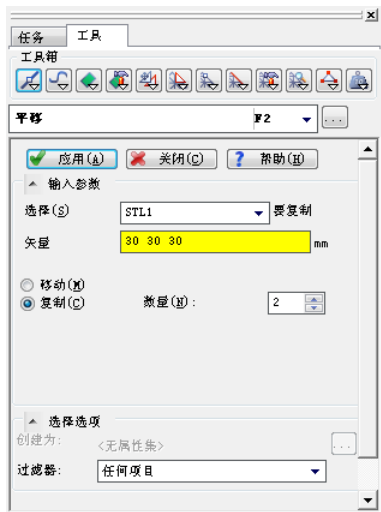 任务 工具
工具箱
平移 F2 ...
应用(A) 关闭(C) ? 帮助(H)
输入参数
选择(S) STL1 要复制
矢量 30 30 30 mm
移动(M)
复制(C) 数量(N): 2
选择选项
创建为: <无属性集> ...
过滤器: 任何项目